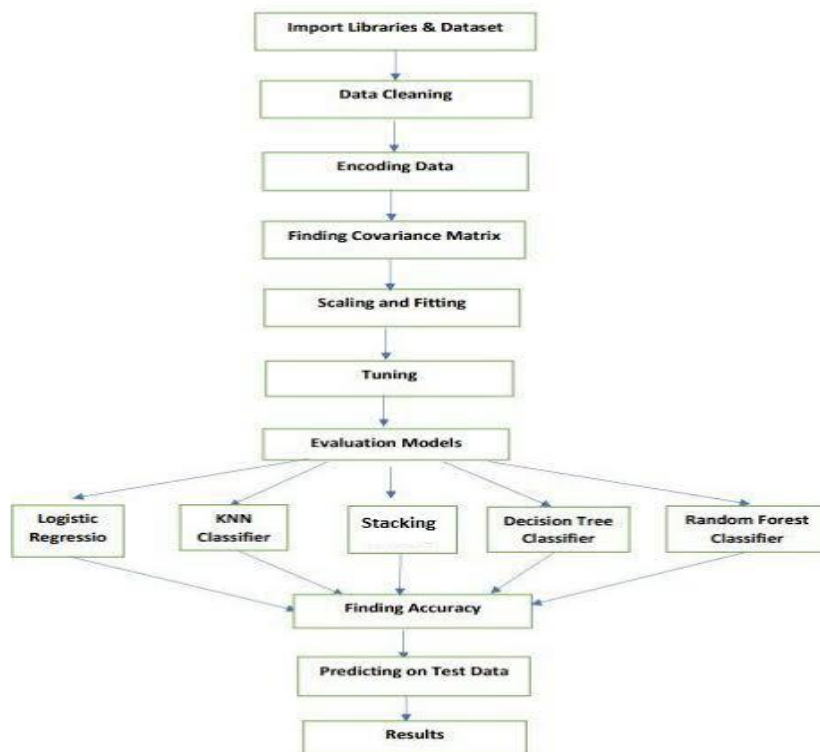 Import Libraries & Dataset
Data Cleaning
Encoding Data
Finding Covariance Matrix
Scaling and Fitting
Tuning
Evaluation Models
Logistic
Regressio
KNN
Classifier
Stacking
Decision Tree
Classifier
Random Forest
Classifier
Finding Accuracy
Predicting on Test Data
Results